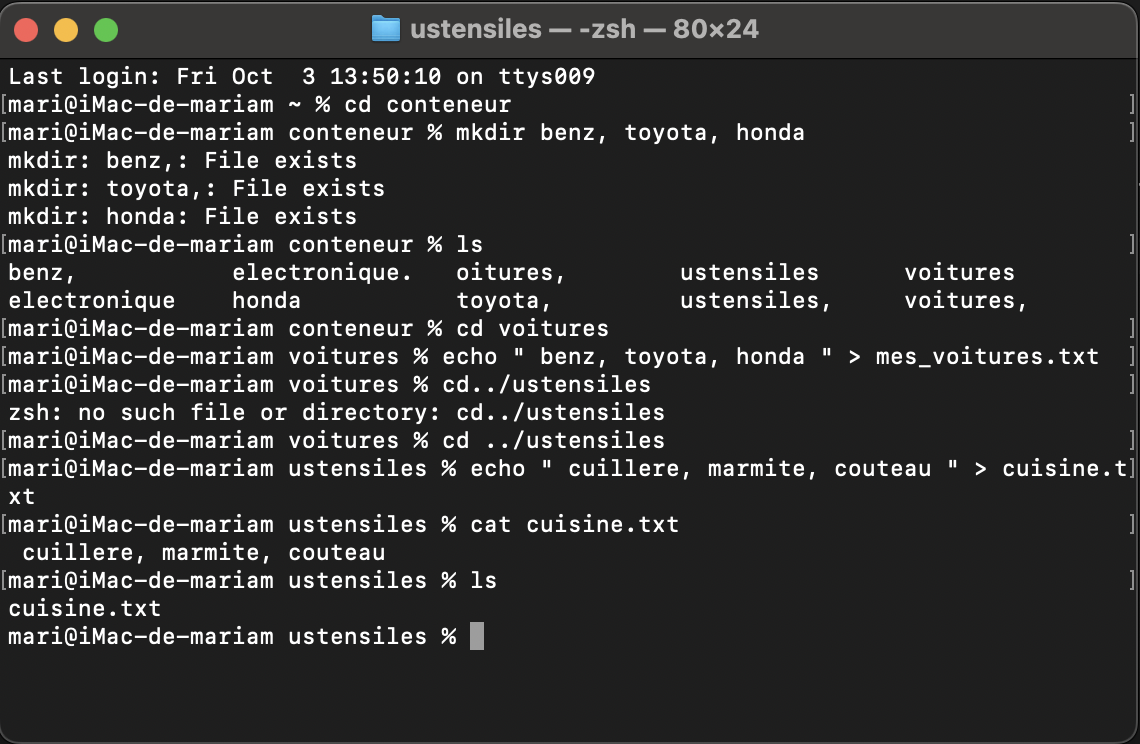 ustensiles — -zsh — 80×24
Last login: Fri Oct  3 13:50:10 on ttys009
[mari@iMac-de-mariam ~ % cd conteneur ]
[mari@iMac-de-mariam conteneur % mkdir benz, toyota, honda ]
mkdir: benz,: File exists
mkdir: toyota,: File exists
mkdir: honda: File exists
[mari@iMac-de-mariam conteneur % ls ]
benz,           electronique.   oitures,        ustensiles      voitures
electronique    honda           toyota,         ustensiles,     voitures,
[mari@iMac-de-mariam conteneur % cd voitures ]
[mari@iMac-de-mariam voitures % echo " benz, toyota, honda " > mes_voitures.txt ]
[mari@iMac-de-mariam voitures % cd../ustensiles ]
zsh: no such file or directory: cd../ustensiles
[mari@iMac-de-mariam voitures % cd ../ustensiles ]
[mari@iMac-de-mariam ustensiles % echo " cuillere, marmite, couteau " > cuisine.t]
xt
[mari@iMac-de-mariam ustensiles % cat cuisine.txt ]
 cuillere, marmite, couteau
[mari@iMac-de-mariam ustensiles % ls ]
cuisine.txt
mari@iMac-de-mariam ustensiles %